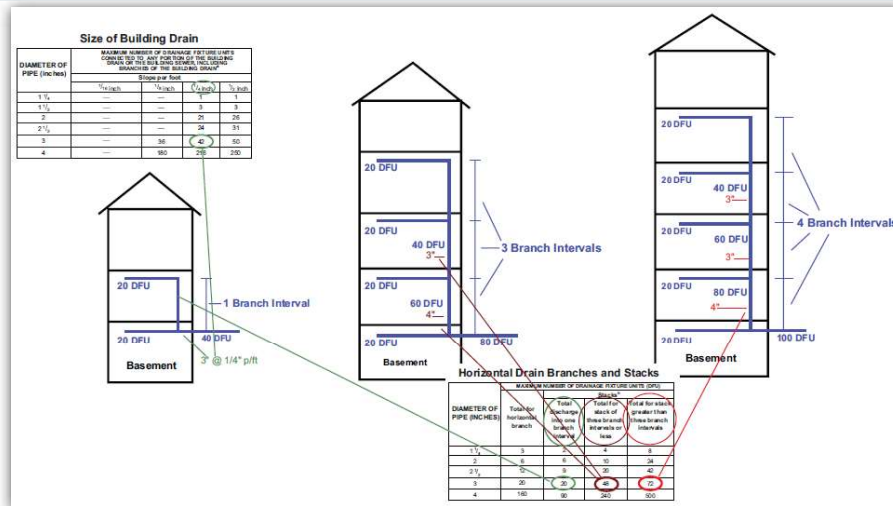 Size of Building Drain
DIAMETER OF PIPE (inches)
MAXIMUM NUMBER OF DRAINAGE FIXTURE UNITS
CONNECTED TO ANY PORTION OF THE BUILDING
DRAIN OR THE BUILDING SEWER, INCLUDING
BRANCHES OF THE BUILDING DRAIN
Slope per foot
1/16 inch 1/8 inch 1/4 inch 1/2 inch
1 1/4 — — 1 1
1 1/2 — — 3 3
2 — — 21 26
2 1/2 — — 24 31
3 — 36 42 50
4 — 180 216 250
20 DFU
1 Branch Interval
20 DFU
40 DFU
3" @ 1/4" p/ft
Basement
20 DFU
20 DFU
40 DFU
3"
3 Branch Intervals
20 DFU
60 DFU
4"
20 DFU
80 DFU
Basement
20 DFU
20 DFU
40 DFU
3"
4 Branch Intervals
20 DFU
60 DFU
3"
20 DFU
80 DFU
4"
20 DFU
100 DFU
Basement
Horizontal Drain Branches and Stacks
MAXIMUM NUMBER OF DRAINAGE FIXTURE UNITS (DFU)
Stacks
DIAMETER OF PIPE (INCHES)
Total for horizontal branch
Total discharge into one branch interval
Total for stack of three branch intervals or less
Total for stack greater than three branch intervals
1 1/2 3 2 4 8
2 6 6 10 24
2 1/2 12 9 20 42
3 20 20 48 72
4 160 90 240 500